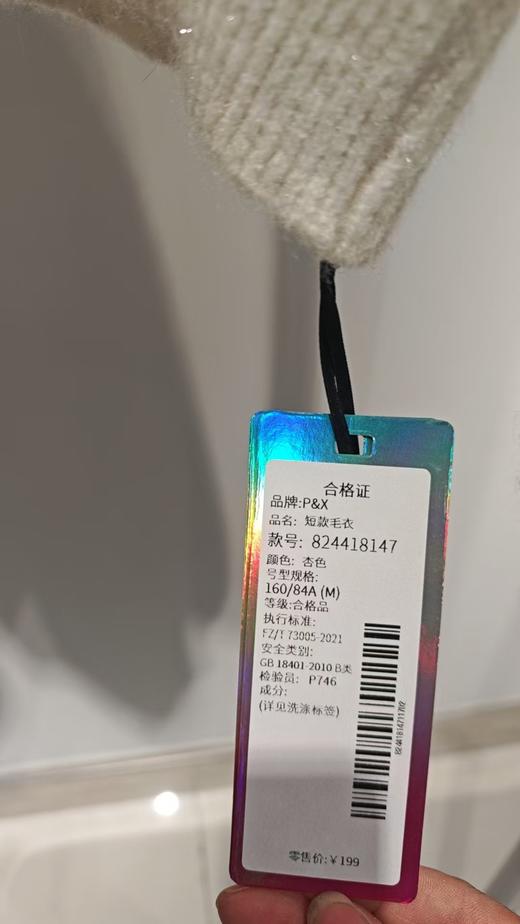 合格证
品牌:P&X
品名: 短款毛衣
款号: 824418147
颜色: 杏色
号型规格:
160/84A (M)
等级:合格品
执行标准:
FZ/T 73005-2021
安全类别:
GB 18401-2010 B类
检验员: P746
成分:
(详见洗涤标签)
82441814711702
零售价:¥199